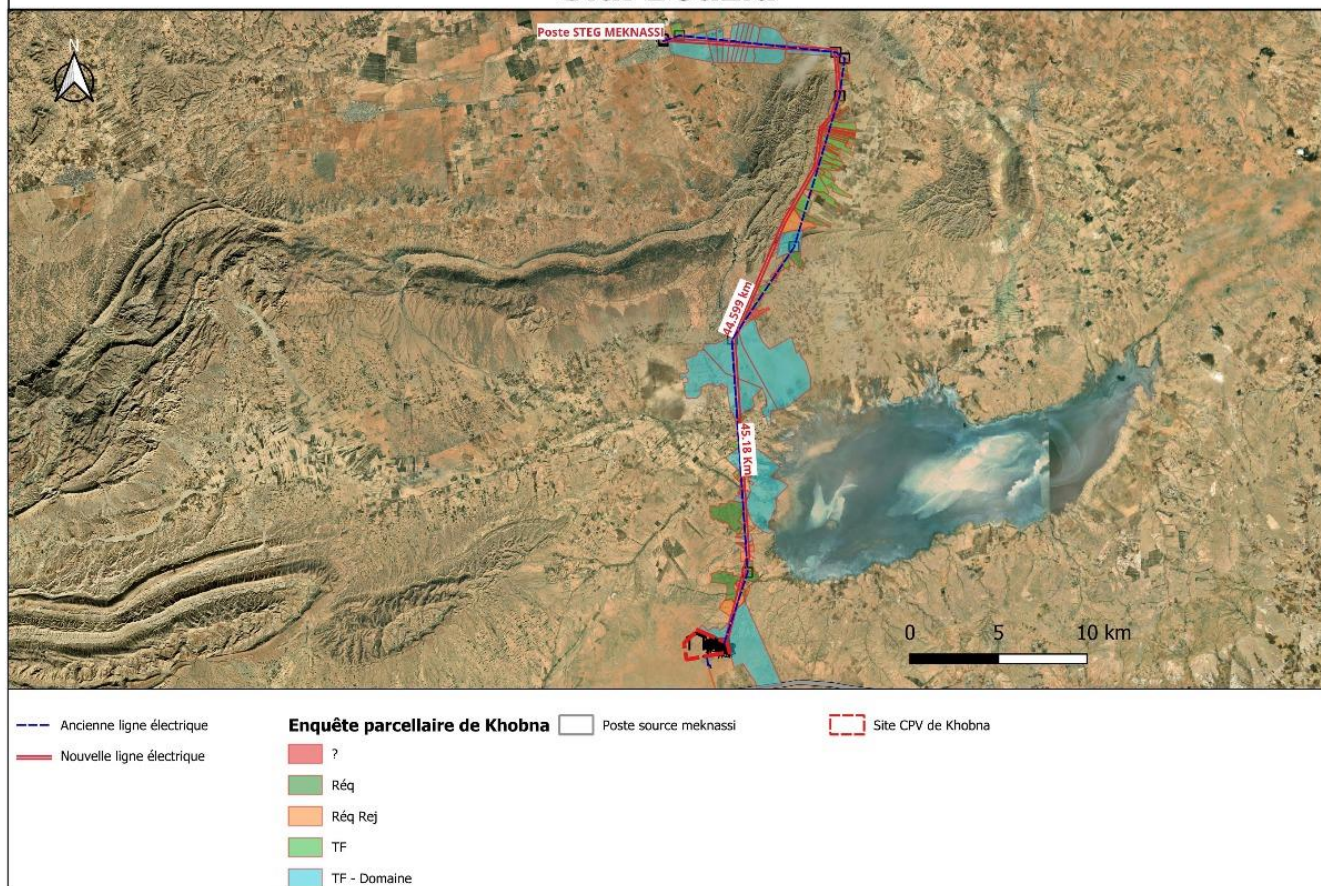 N
Poste STEG MEKNASSI
44.599 km
45.18 Km
0 5 10 km
Ancienne ligne électrique
Nouvelle ligne électrique
Enquête parcellaire de Khobna
?
Réq
Réq Rej
TF
TF - Domaine
Poste source meknassi
Site CPV de Khobna